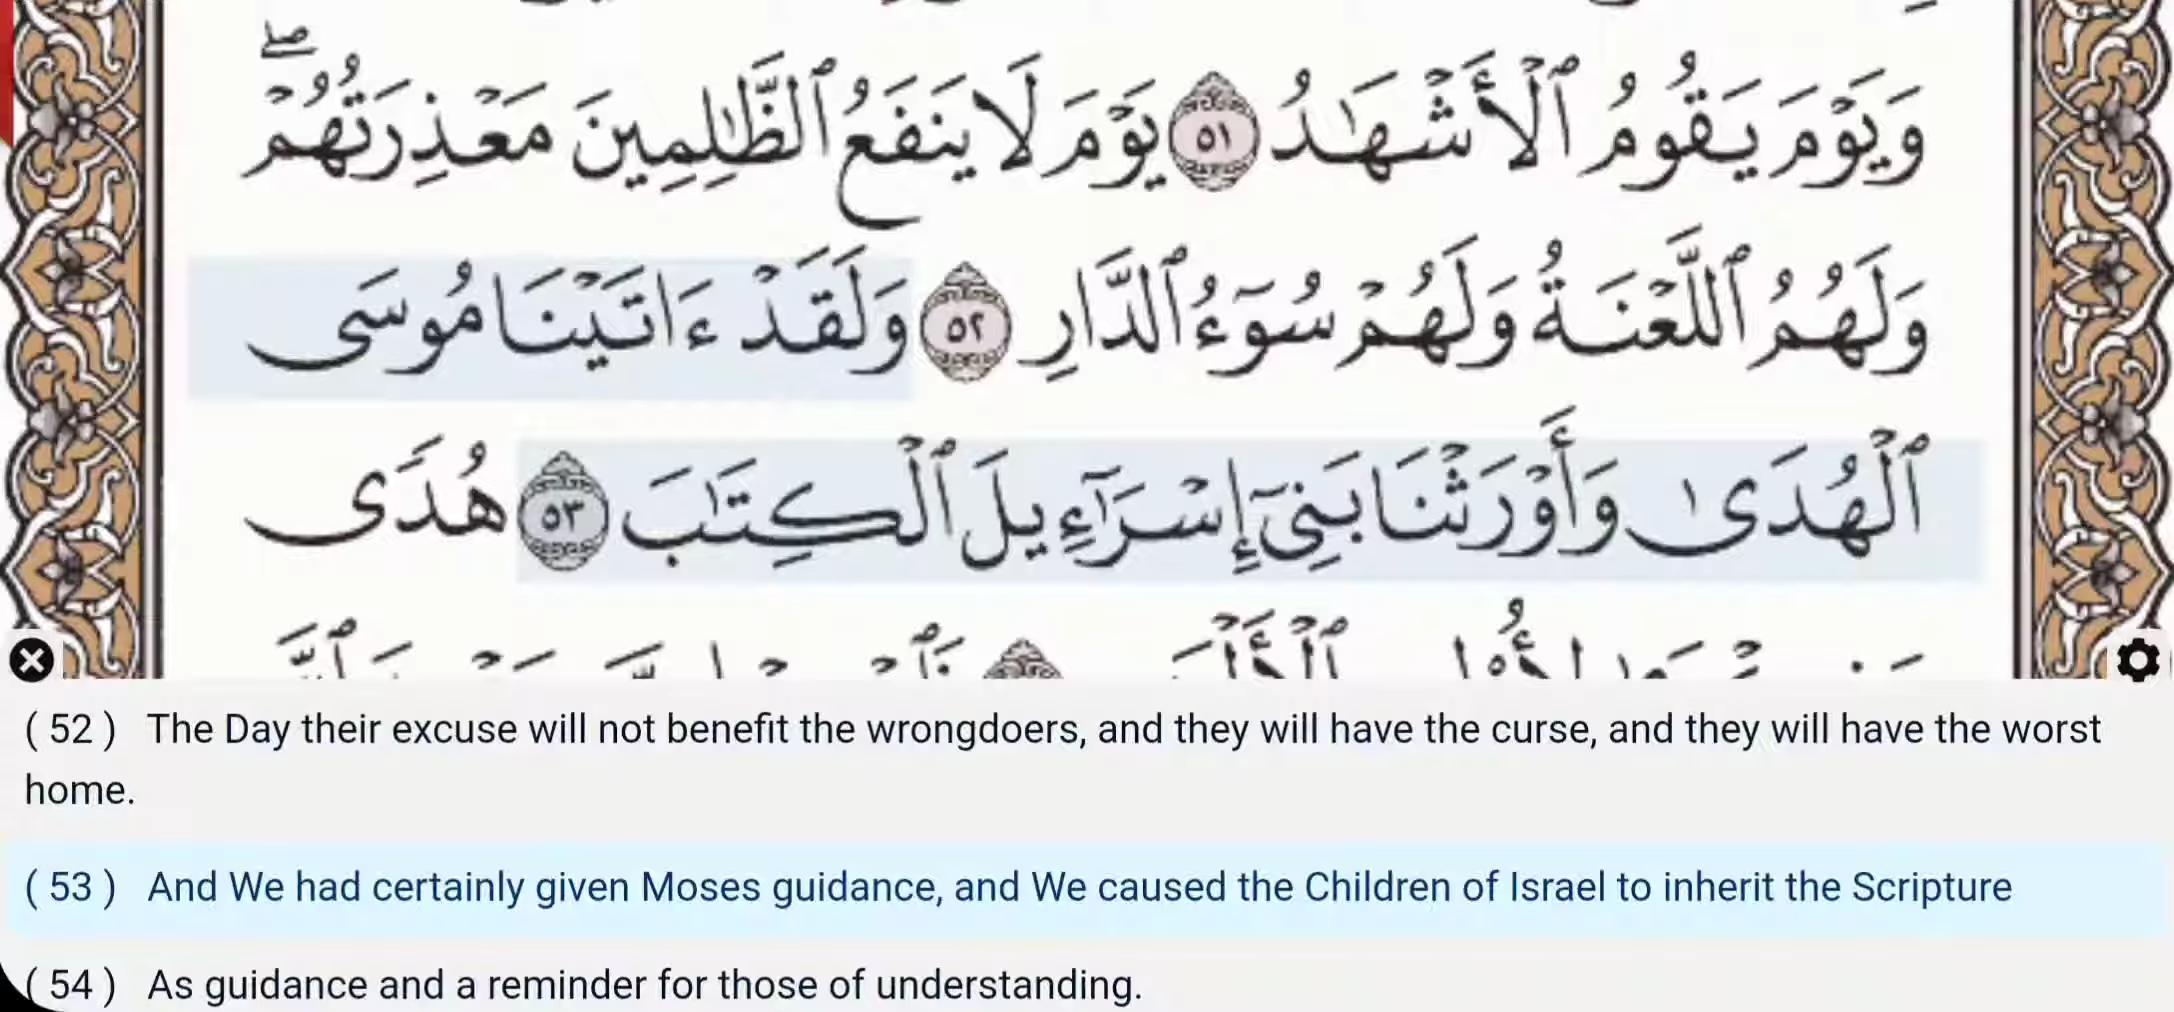 وَيَوْمَ يَقُومُ ٱلْأَشْهَٰدُ ٥١ يَوْمَ لَا يَنفَعُ ٱلظَّٰلِمِينَ مَعْذِرَتُهُمْ ۖ
وَلَهُمُ ٱللَّعْنَةُ وَلَهُمْ سُوٓءُ ٱلدَّارِ ٥٢ وَلَقَدْ ءَاتَيْنَا مُوسَى
ٱلْهُدَىٰ وَأَوْرَثْنَا بَنِىٓ إِسْرَٰٓءِيلَ ٱلْكِتَٰبَ ٥٣ هُدًى
( 52 ) The Day their excuse will not benefit the wrongdoers, and they will have the curse, and they will have the worst
home.
( 53 ) And We had certainly given Moses guidance, and We caused the Children of Israel to inherit the Scripture
( 54 ) As guidance and a reminder for those of understanding.